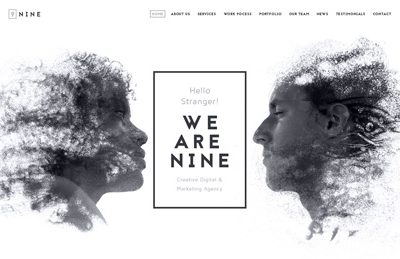 9 NINE
HOME ABOUT US SERVICES WORK POCESS PORTFOLIO OUR TEAM NEWS TESTIMONIALS CONTACT
Hello
Stranger!
WE
ARE
NINE
Creative Digital &
Marketing Agency